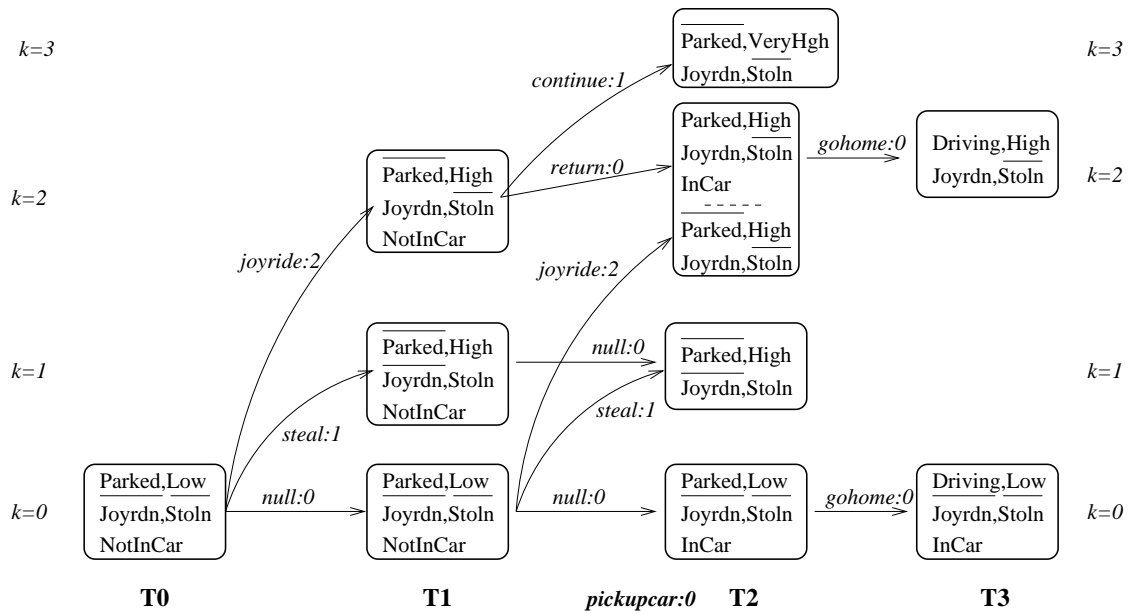 k=3
Parked,VeryHgh
Joyrdn,Stoln
k=3
continue:1
Parked,High
Joyrdn,Stoln
InCar
Parked,High
Joyrdn,Stoln
gohome:0
Driving,High
Joyrdn,Stoln
k=2
k=2
Parked,High
Joyrdn,Stoln
NotInCar
return:0
joyride:2
joyride:2
k=1
Parked,High
Joyrdn,Stoln
NotInCar
null:0
Parked,High
Joyrdn,Stoln
k=1
steal:1
steal:1
k=0
Parked,Low
Joyrdn,Stoln
NotInCar
null:0
Parked,Low
Joyrdn,Stoln
NotInCar
null:0
Parked,Low
Joyrdn,Stoln
InCar
gohome:0
Driving,Low
Joyrdn,Stoln
InCar
k=0
T0
T1
pickupcar:0
T2
T3